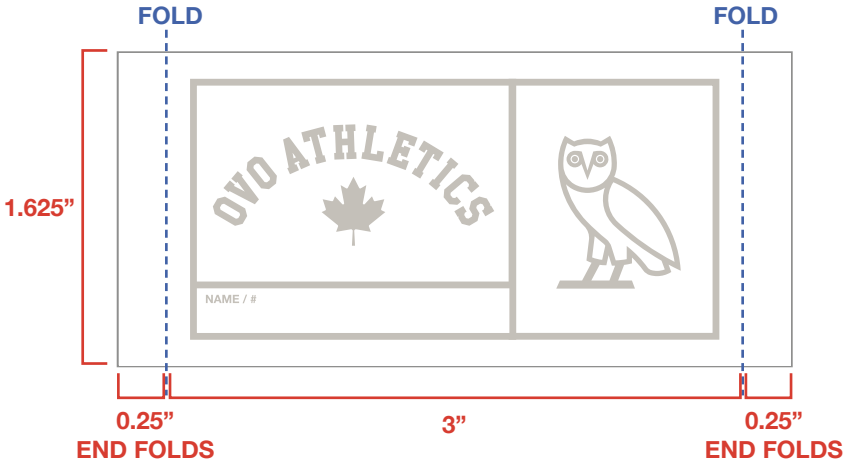 FOLD
FOLD
1.625”
OVO ATHLETICS
NAME / #
0.25”
END FOLDS
3”
0.25”
END FOLDS